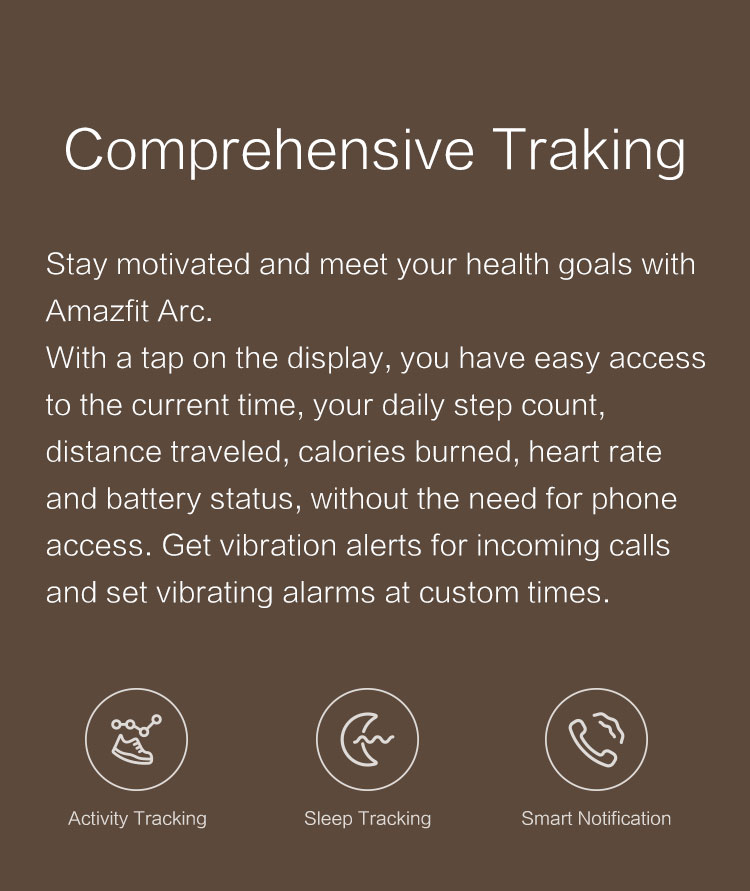 Comprehensive Traking
Stay motivated and meet your health goals with
Amazfit Arc.
With a tap on the display, you have easy access
to the current time, your daily step count,
distance traveled, calories burned, heart rate
and battery status, without the need for phone
access. Get vibration alerts for incoming calls
and set vibrating alarms at custom times.
Activity Tracking
Sleep Tracking
Smart Notification